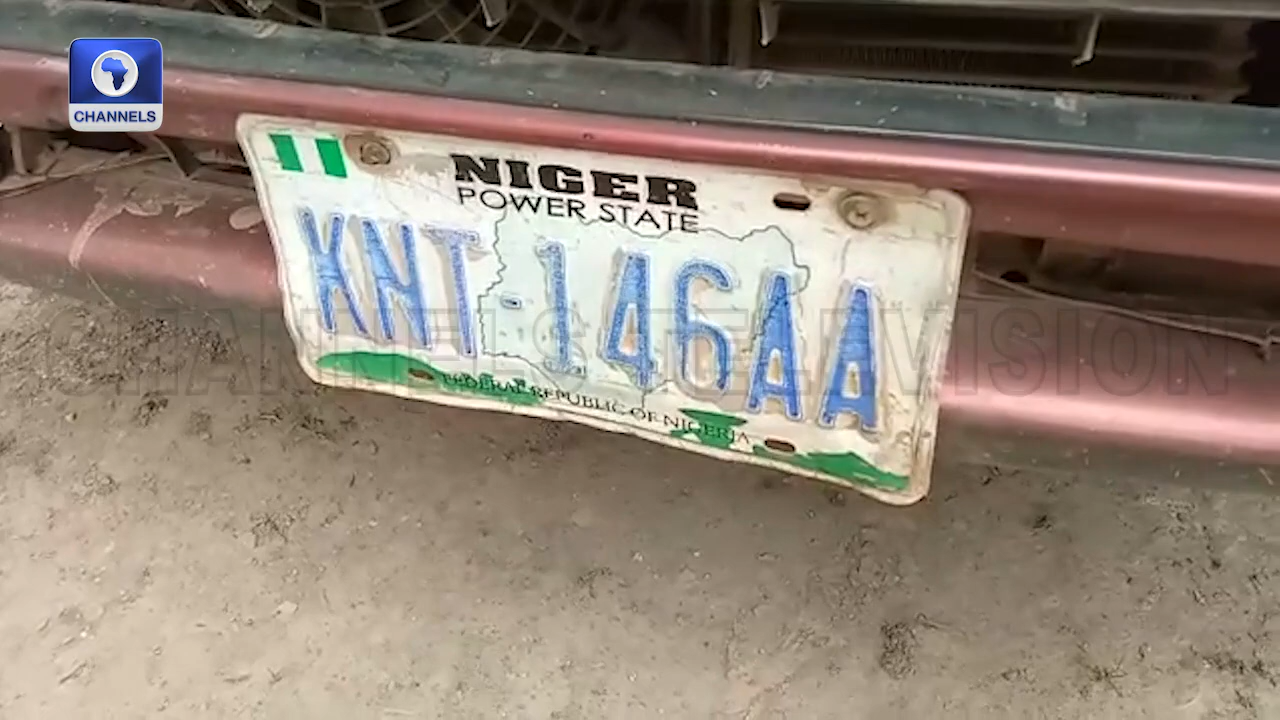 CHANNELS
NIGER
POWER STATE
KNT-146AA
FEDERAL REPUBLIC OF NIGERIA
CHANNELS TELEVISION